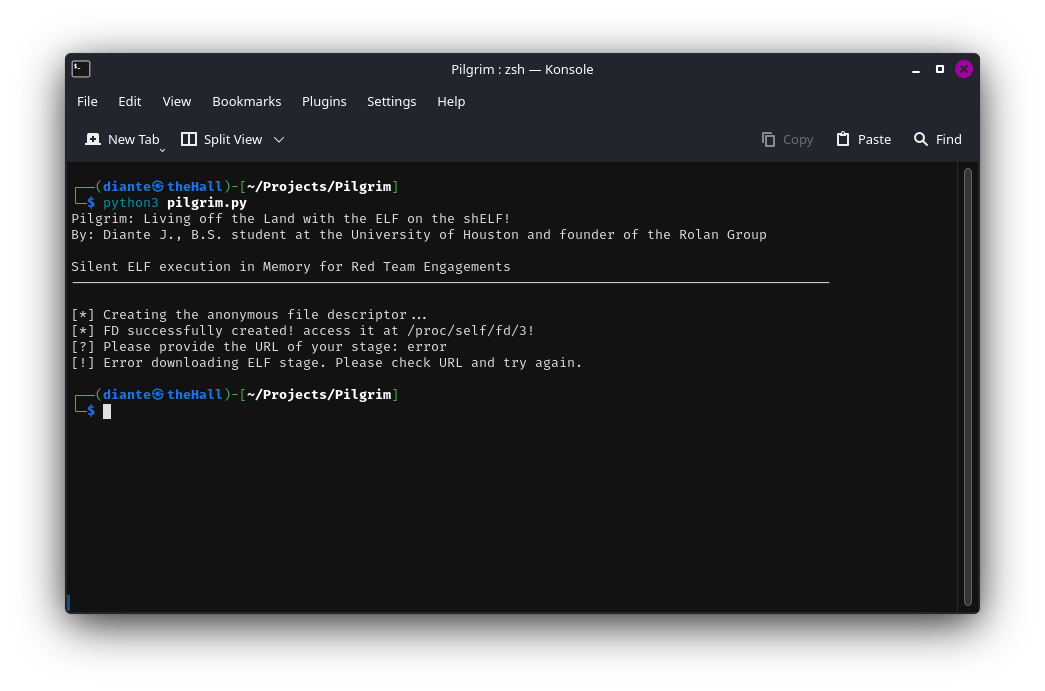 Pilgrim : zsh — Konsole
File Edit View Bookmarks Plugins Settings Help
New Tab Split View Copy Paste Find
┌──(diante㉿theHall)-[~/Projects/Pilgrim]
└─$ python3 pilgrim.py
Pilgrim: Living off the Land with the ELF on the shELF!
By: Diante J., B.S. student at the University of Houston and founder of the Rolan Group
Silent ELF execution in Memory for Red Team Engagements
[*] Creating the anonymous file descriptor...
[*] FD successfully created! access it at /proc/self/fd/3!
[?] Please provide the URL of your stage: error
[!] Error downloading ELF stage. Please check URL and try again.
┌──(diante㉿theHall)-[~/Projects/Pilgrim]
└─$